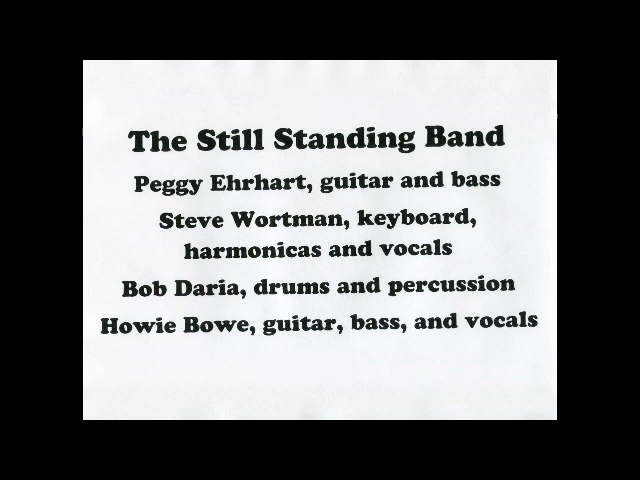 The Still Standing Band
Peggy Ehrhart, guitar and bass
Steve Wortman, keyboard,
harmonicas and vocals
Bob Daria, drums and percussion
Howie Bowe, guitar, bass, and vocals